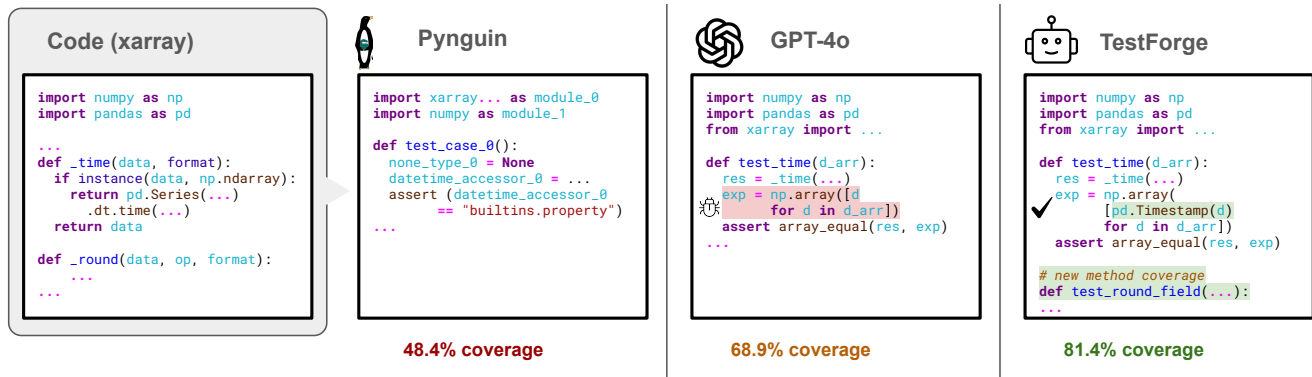 Code (xarray)
import numpy as np
import pandas as pd
...
def _time(data, format):
if instance(data, np.ndarray):
return pd.Series(...)
.dt.time(...)
return data
def _round(data, op, format):
...
...
Pynguin
import xarray... as module_0
import numpy as module_1
def test_case_0():
none_type_0 = None
datetime_accessor_0 = ...
assert (datetime_accessor_0
== "builtins.property")
...
48.4% coverage
GPT-4o
import numpy as np
import pandas as pd
from xarray import ...
def test_time(d_arr):
res = _time(...)
exp = np.array([d
for d in d_arr])
assert array_equal(res, exp)
...
68.9% coverage
TestForge
import numpy as np
import pandas as pd
from xarray import ...
def test_time(d_arr):
res = _time(...)
exp = np.array(
[pd.Timestamp(d)
for d in d_arr])
assert array_equal(res, exp)
# new method coverage
def test_round_field(...):
...
81.4% coverage